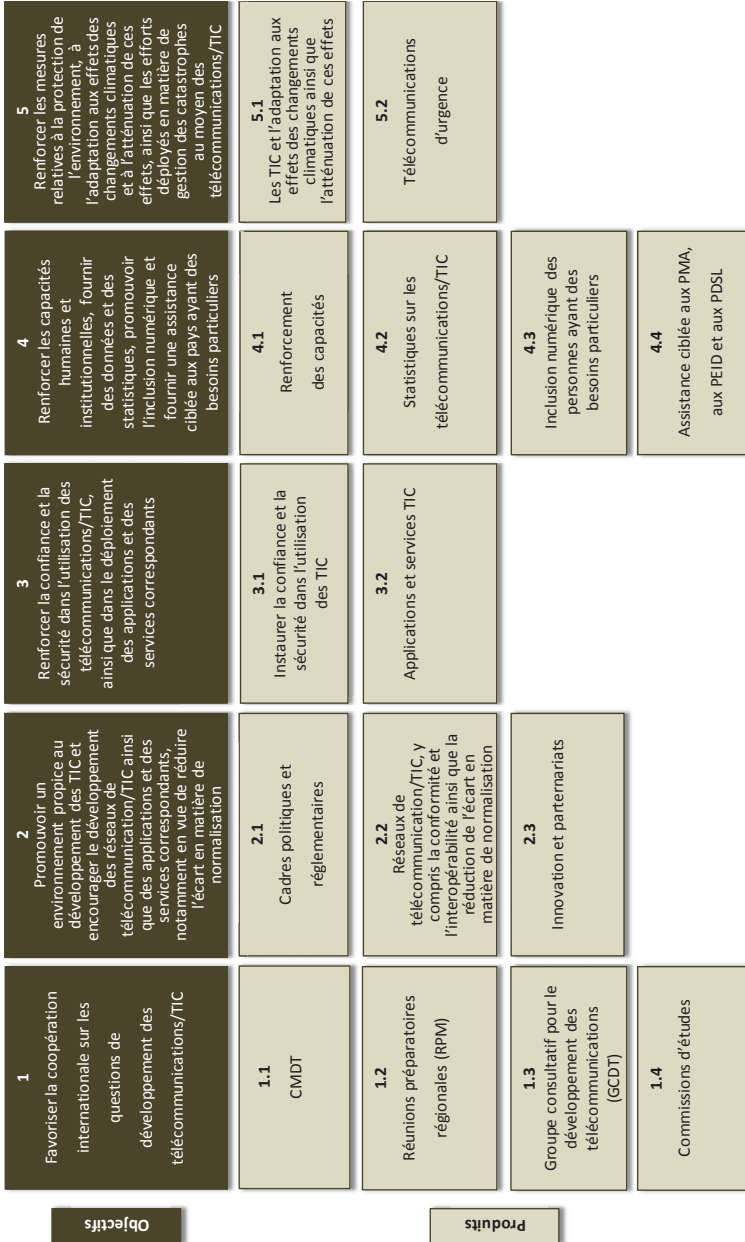 Objectifs
1
Favoriser la coopération
internationale sur les
questions de
développement des
télécommunications/TIC
2
Promouvoir un
environnement propice au
développement des TIC et
encourager le développement
des réseaux de
télécommunication/TIC ainsi
que des applications et des
services correspondants,
notamment en vue de réduire
l'écart en matière de
normalisation
3
Renforcer la confiance et la
sécurité dans l'utilisation des
télécommunications/TIC,
ainsi que dans le déploiement
des applications et des
services correspondants
4
Renforcer les capacités
humaines et
institutionnelles, fournir
des données et des
statistiques, promouvoir
l'inclusion numérique et
fournir une assistance
ciblée aux pays ayant des
besoins particuliers
5
Renforcer les mesures
relatives à la protection de
l'environnement, à
l'adaptation aux effets des
changements climatiques
et à l'atténuation de ces
effets, ainsi que les efforts
déployés en matière de
gestion des catastrophes
au moyen des
télécommunications/TIC
Produits
1.1
CMDT
2.1
Cadres politiques et
réglementaires
3.1
Instaurer la confiance et la
sécurité dans l'utilisation
des TIC
4.1
Renforcement
des capacités
5.1
Les TIC et l'adaptation aux
effets des changements
climatiques ainsi que
l'atténuation de ces effets
1.2
Réunions préparatoires
régionales (RPM)
2.2
Réseaux de
télécommunication/TIC, y
compris la conformité et
l'interopérabilité ainsi que la
réduction de l'écart en
matière de normalisation
3.2
Applications et services TIC
4.2
Statistiques sur les
télécommunications/TIC
5.2
Télécommunications
d'urgence
1.3
Groupe consultatif pour le
développement des
télécommunications
(GCDT)
2.3
Innovation et partenariats
4.3
Inclusion numérique des
personnes ayant des
besoins particuliers
1.4
Commissions d'études
4.4
Assistance ciblée aux PMA,
aux PEID et aux PDSL